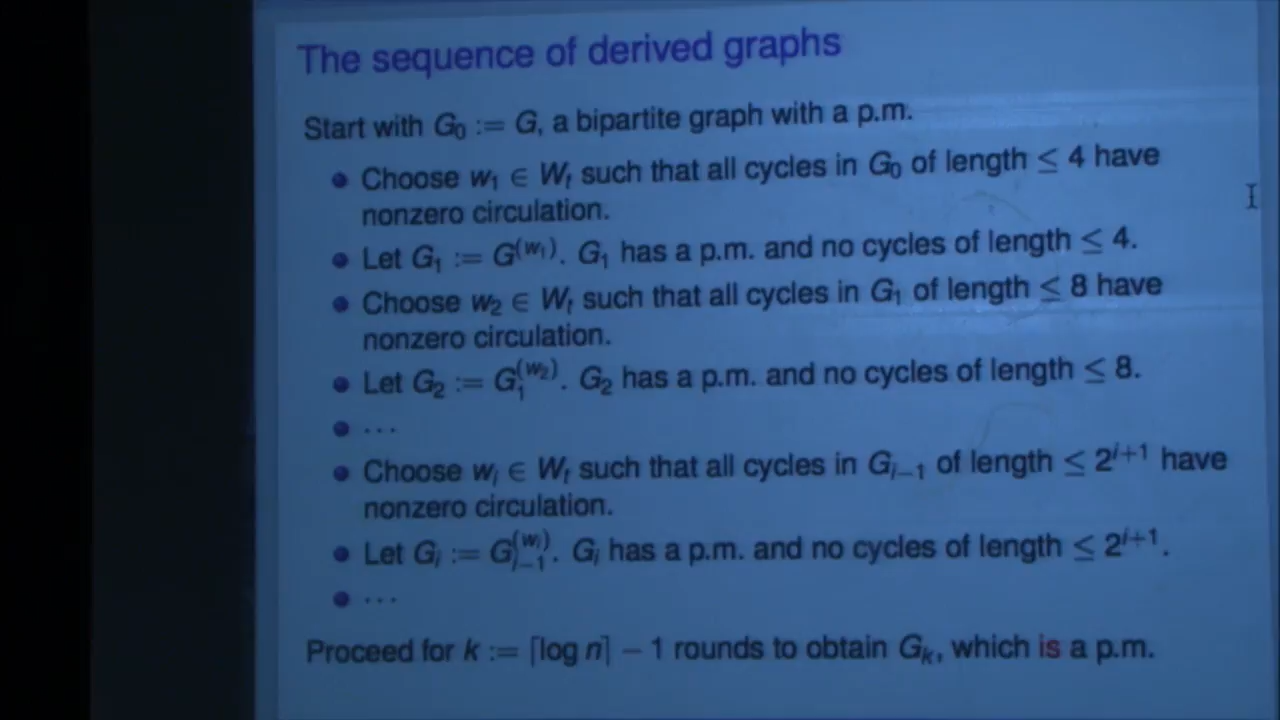 The sequence of derived graphs
Start with G₀ := G, a bipartite graph with a p.m.
Choose w₁ ∈ Wₜ such that all cycles in G₀ of length ≤ 4 have
nonzero circulation.
Let G₁ := G^(w₁). G₁ has a p.m. and no cycles of length ≤ 4.
Choose w₂ ∈ Wₜ such that all cycles in G₁ of length ≤ 8 have
nonzero circulation.
Let G₂ := G₁^(w₂). G₂ has a p.m. and no cycles of length ≤ 8.
...
Choose wᵢ ∈ Wₜ such that all cycles in Gᵢ₋₁ of length ≤ 2^{i+1} have
nonzero circulation.
Let Gᵢ := Gᵢ₋₁^(wᵢ). Gᵢ has a p.m. and no cycles of length ≤ 2^{i+1}.
...
Proceed for k := ⌈log n⌉ − 1 rounds to obtain Gₖ, which is a p.m.